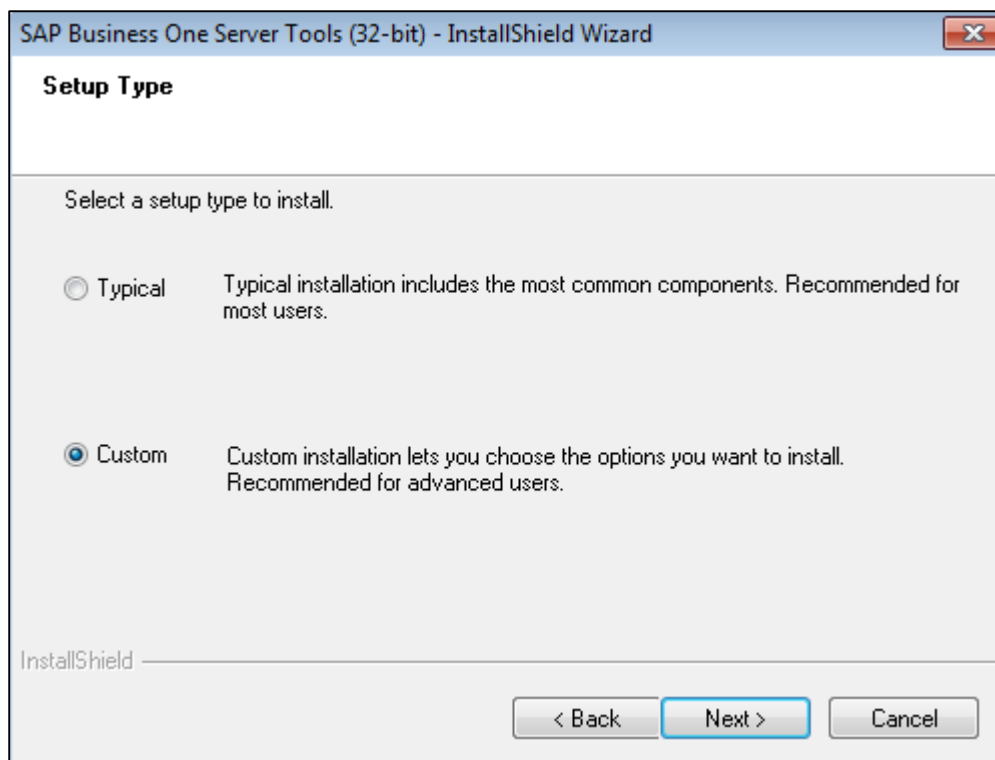 SAP Business One Server Tools (32-bit) - InstallShield Wizard
Setup Type
Select a setup type to install.
Typical
Typical installation includes the most common components. Recommended for
most users.
Custom
Custom installation lets you choose the options you want to install.
Recommended for advanced users.
InstallShield
< Back
Next >
Cancel